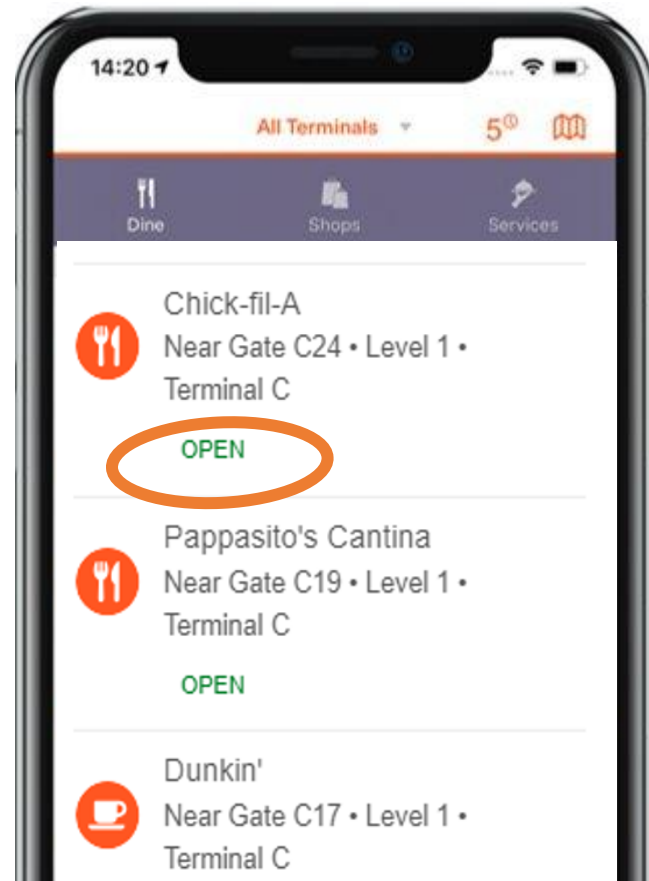 14:20
All Terminals
5
Dine Shops Services
Chick-fil-A
Near Gate C24 • Level 1 •
Terminal C
OPEN
Pappasito's Cantina
Near Gate C19 • Level 1 •
Terminal C
OPEN
Dunkin'
Near Gate C17 • Level 1 •
Terminal C